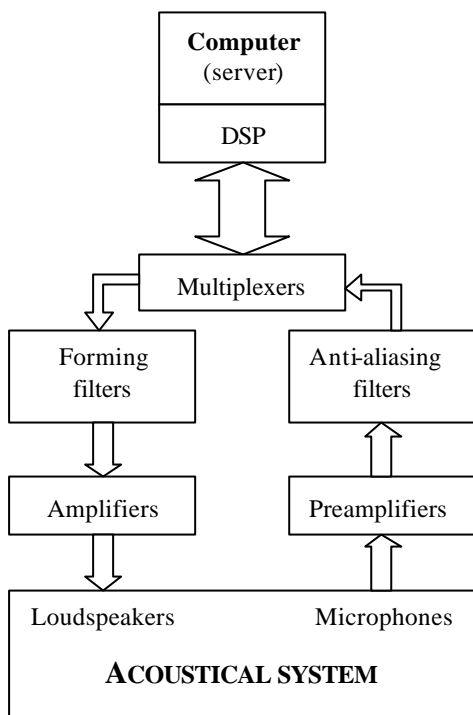 Computer
(server)
DSP
Multiplexers
Forming
filters
Anti-aliasing
filters
Amplifiers
Preamplifiers
Loudspeakers
Microphones
ACOUSTICAL SYSTEM